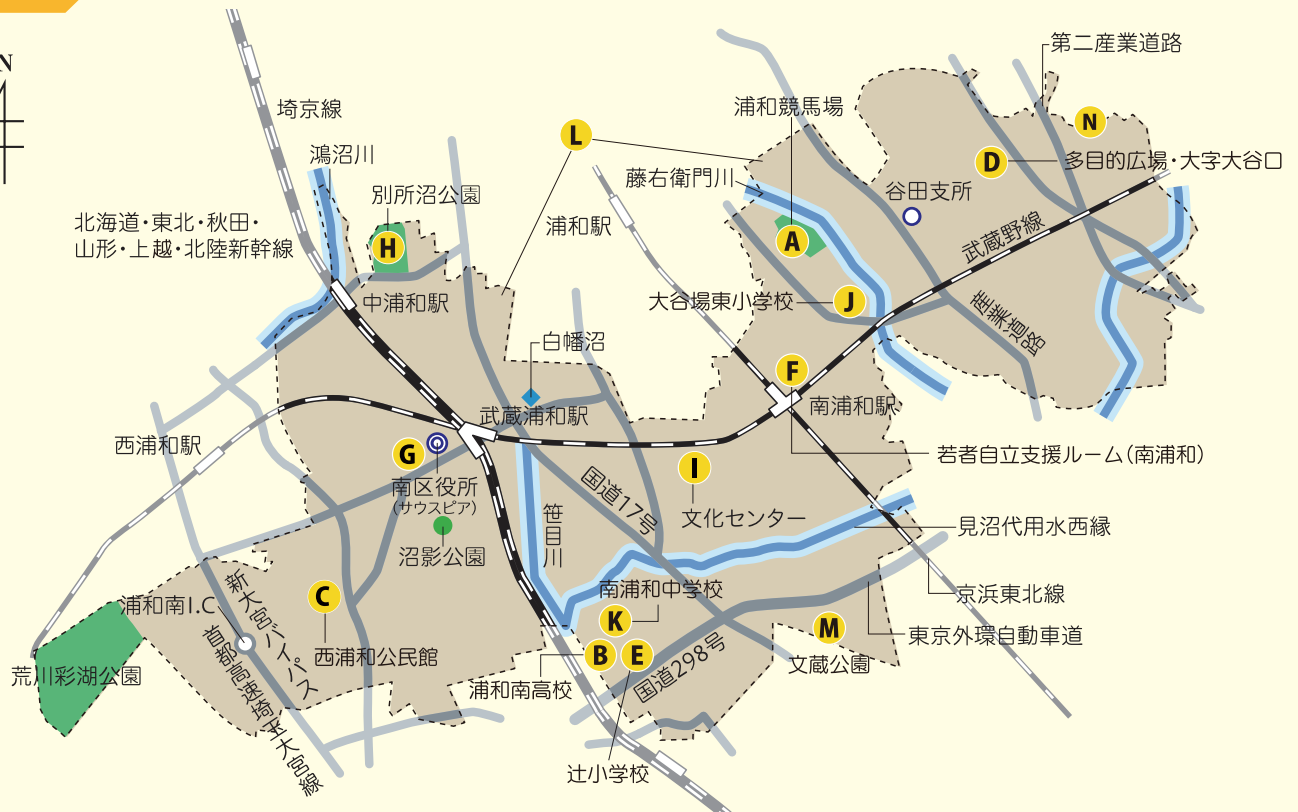 N
埼京線
鴻沼川
別所沼公園
北海道・東北・秋田・
山形・上越・北陸新幹線
H
中浦和駅
L
浦和駅
浦和競馬場
藤右衛門川
A
谷田支所
第二産業道路
N
D
多目的広場・大字大谷口
武蔵野線
大谷場東小学校
J
産業道路
白幡沼
F
南浦和駅
武蔵浦和駅
西浦和駅
G
南区役所
(サウスピア)
沼影公園
笹目川
国道17号
I
文化センター
若者自立支援ルーム(南浦和)
見沼代用水西縁
京浜東北線
東京外環自動車道
浦和南I.C
新大宮バイパス
首都高速埼玉大宮線
C
西浦和公民館
荒川彩湖公園
南浦和中学校
K
B
E
浦和南高校
国道298号
M
文蔵公園
辻小学校